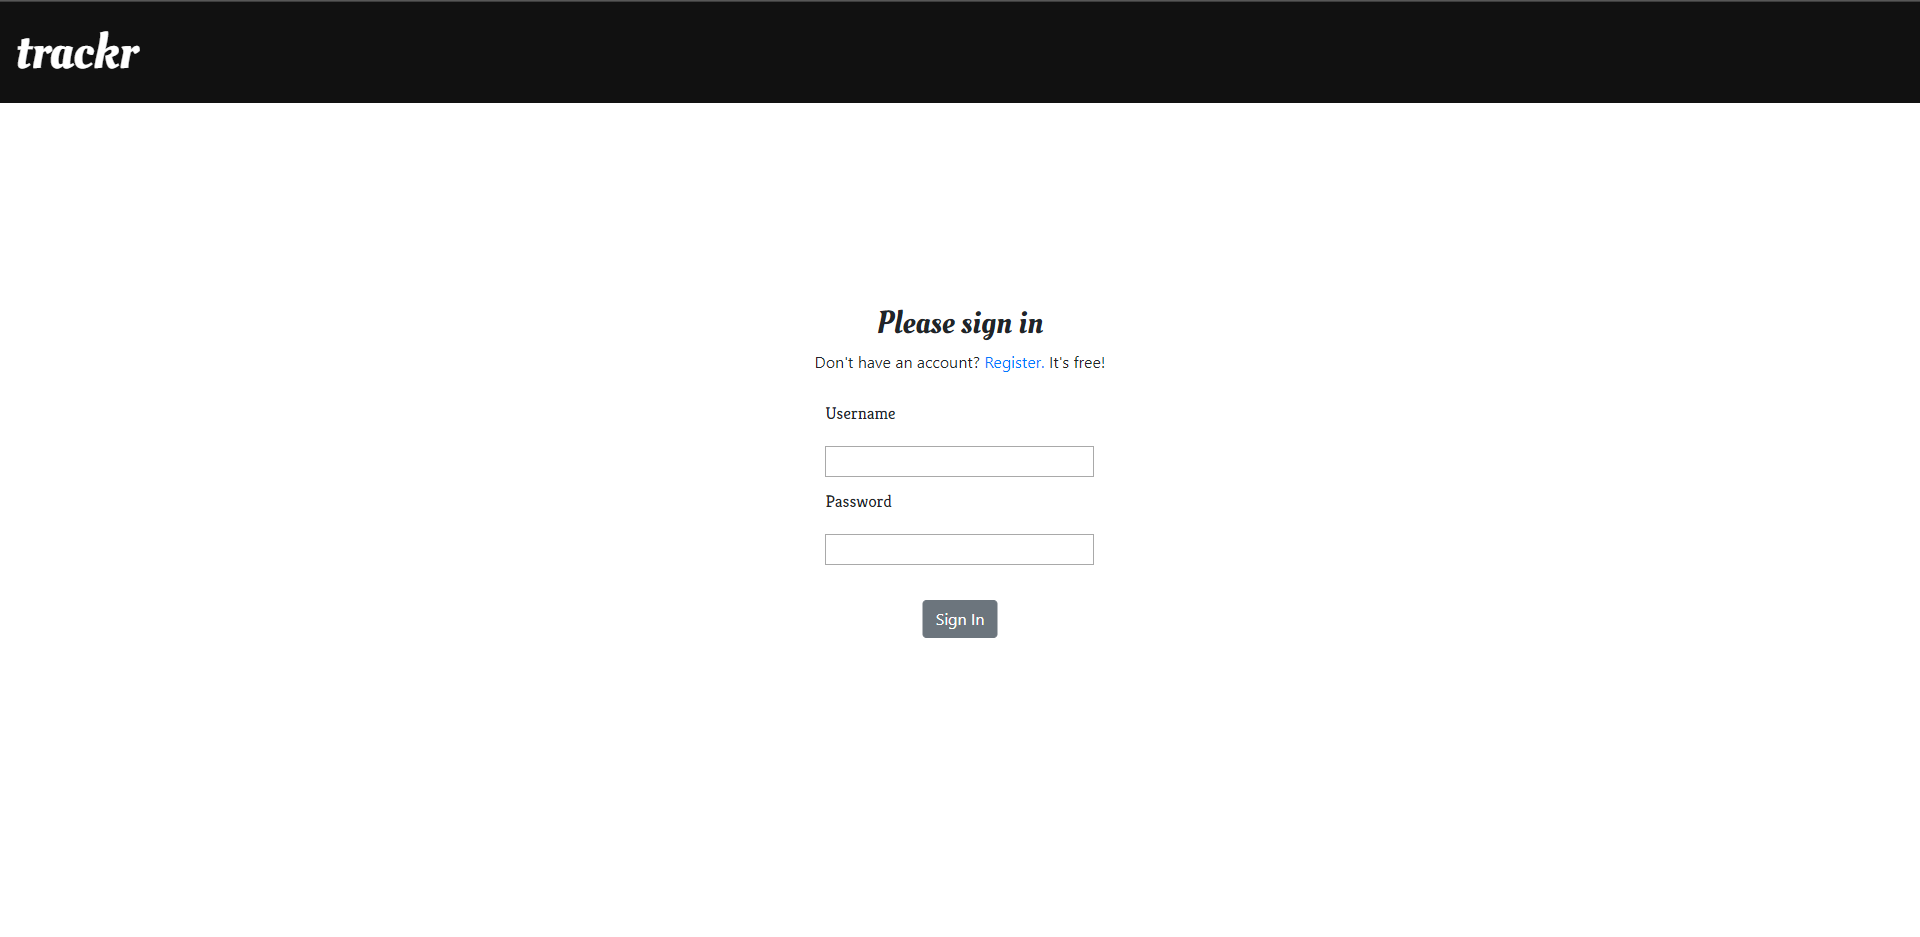 trackr
Please sign in
Don't have an account? Register. It's free!
Username
Password
Sign In